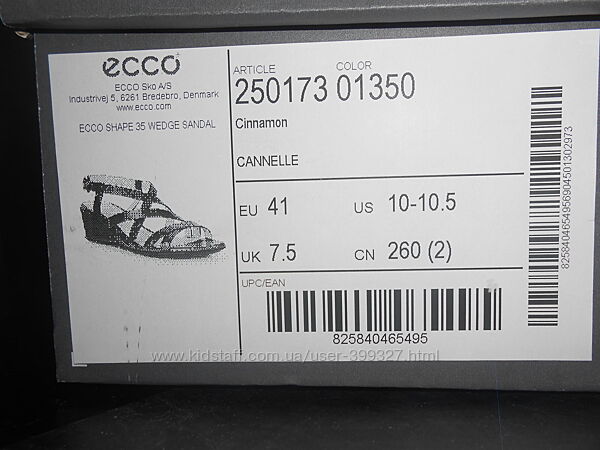 ecco
ECCO Sko A/S
Industrivej 5, 6261 Bredebro, Denmark
www.ecco.com
ECCO SHAPE 35 WEDGE SANDAL
ARTICLE COLOR
250173 01350
Cinnamon
CANNELLE
EU 41 US 10-10.5
UK 7.5 CN 260 (2)
UPC/EAN
825840465495
8258404654956904501302973
www.kidstaff.com.ua/user-399327.html